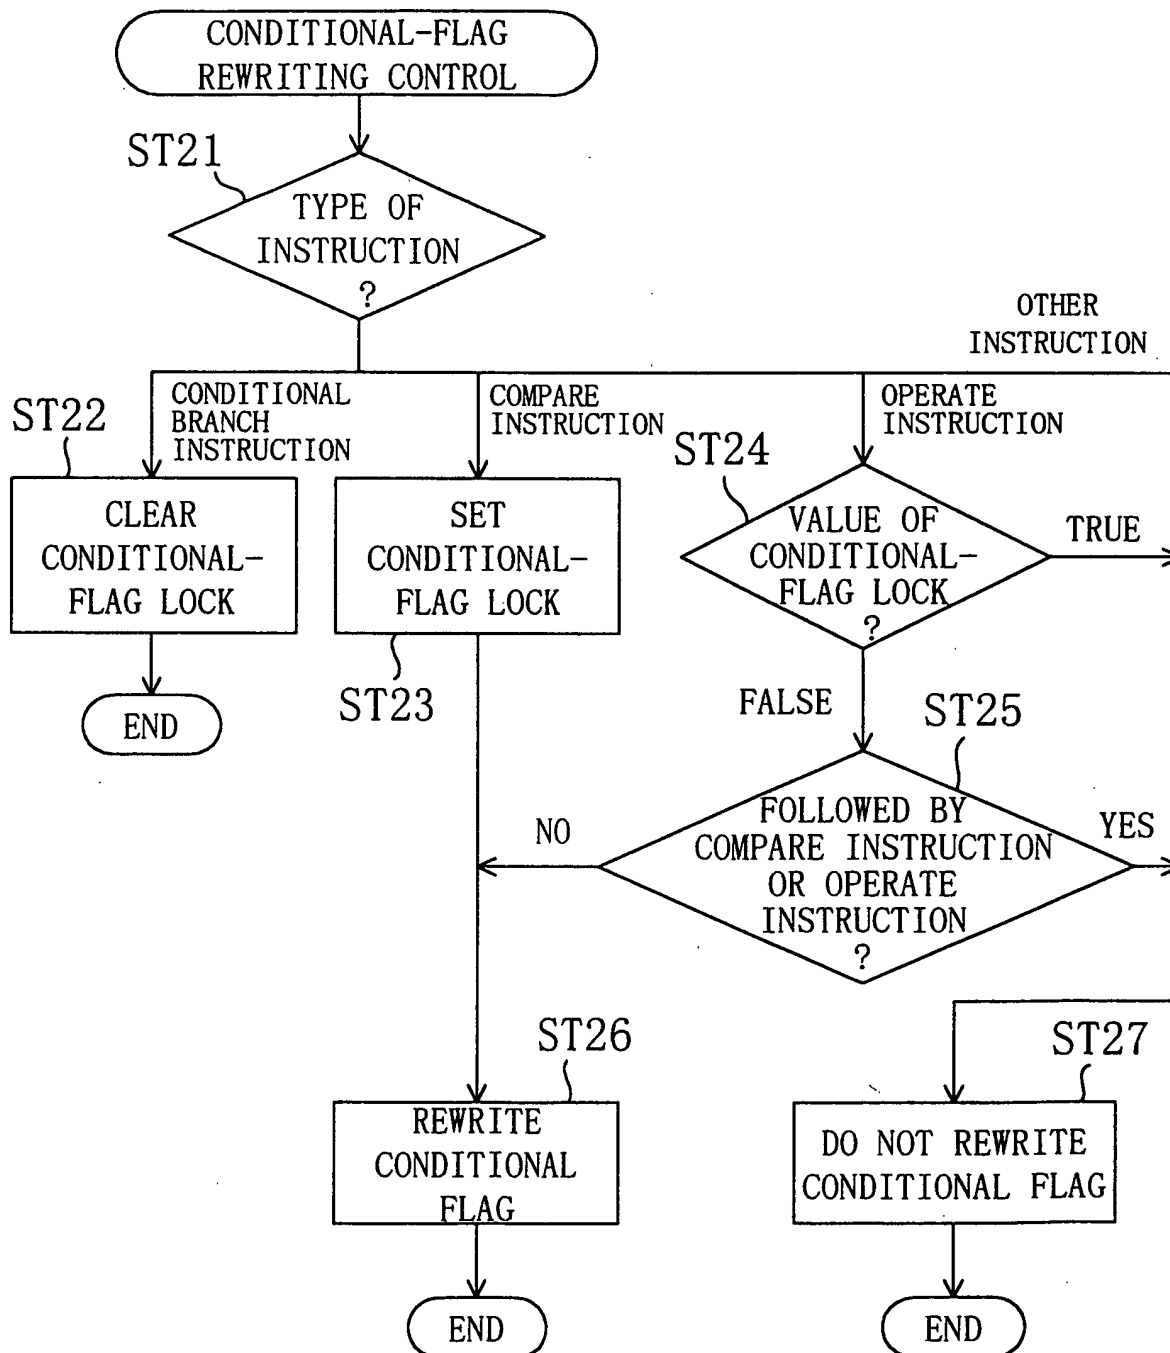 CONDITIONAL-FLAG
REWRITING CONTROL
ST21
TYPE OF
INSTRUCTION
?
OTHER
INSTRUCTION
CONDITIONAL
BRANCH
INSTRUCTION
COMPARE
INSTRUCTION
OPERATE
INSTRUCTION
ST22
CLEAR
CONDITIONAL-
FLAG LOCK
END
SET
CONDITIONAL-
FLAG LOCK
ST23
ST24
VALUE OF
CONDITIONAL-
FLAG LOCK
?
TRUE
FALSE
ST25
FOLLOWED BY
COMPARE INSTRUCTION
OR OPERATE
INSTRUCTION
?
NO
YES
ST26
REWRITE
CONDITIONAL
FLAG
END
ST27
DO NOT REWRITE
CONDITIONAL FLAG
END